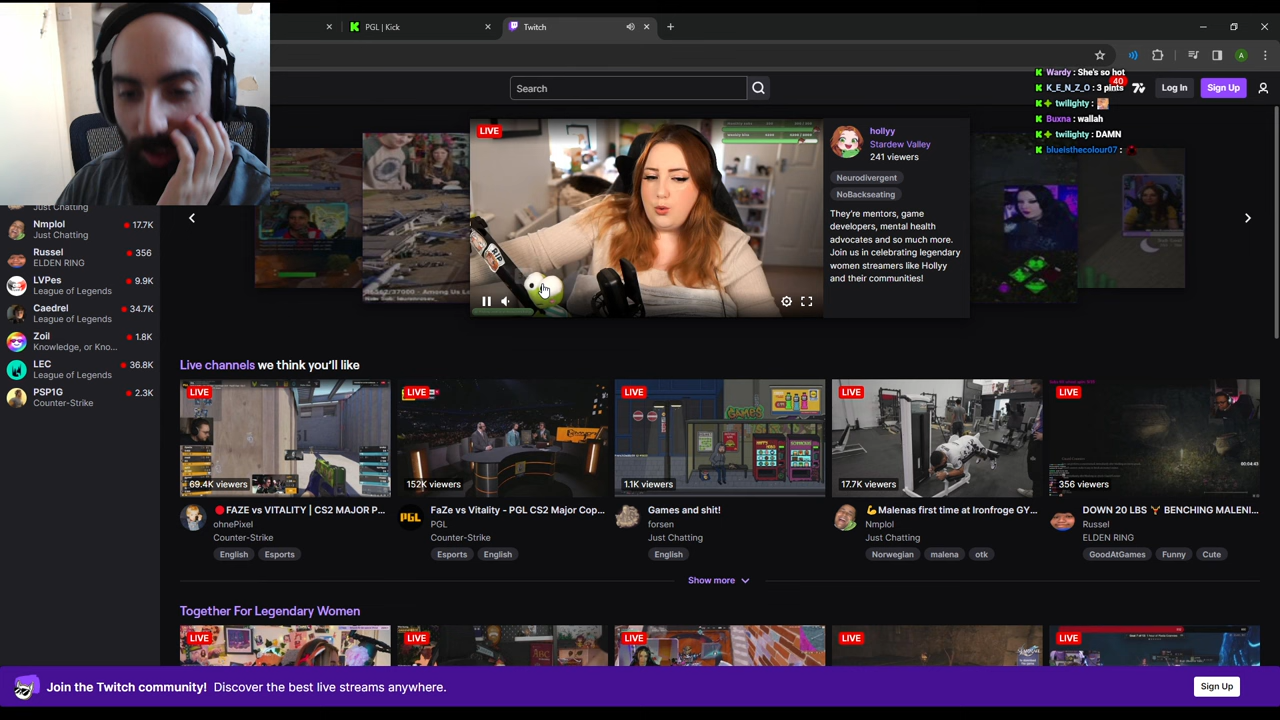 PGL | Kick
Twitch
Search
Log In
Sign Up
40
Wardy : She's so hot
K_E_N_Z_O : 3 pints
twilighty :
Buxna : wallah
twilighty : DAMN
blueisthecolour07 :
Just Chatting
Nmplol 17.7K
Just Chatting
Russel 356
ELDEN RING
LVPes 9.9K
League of Legends
Caedrel 34.7K
League of Legends
Zoil 1.8K
Knowledge, or Kno...
LEC 36.8K
League of Legends
PSP1G 2.3K
Counter-Strike
LIVE
RIP
hollyy
Stardew Valley
241 viewers
Neurodivergent
NoBackseating
They're mentors, game
developers, mental health
advocates and so much more.
Join us in celebrating legendary
women streamers like Hollyy
and their communities!
Live channels we think you'll like
LIVE
69.4K viewers
FAZE vs VITALITY | CS2 MAJOR P...
ohnePixel
Counter-Strike
English Esports
LIVE
152K viewers
PGL
FaZe vs Vitality - PGL CS2 Major Cop...
PGL
Counter-Strike
Esports English
LIVE
GAMES
1.1K viewers
Games and shit!
forsen
Just Chatting
English
LIVE
17.7K viewers
Malenas first time at Ironfroge GY...
Nmplol
Just Chatting
Norwegian malena otk
LIVE
00:04:43
356 viewers
DOWN 20 LBS BENCHING MALENI...
Russel
ELDEN RING
GoodAtGames Funny Cute
Show more
Together For Legendary Women
LIVE
LIVE
LIVE
LIVE
LIVE
Join the Twitch community! Discover the best live streams anywhere.
Sign Up